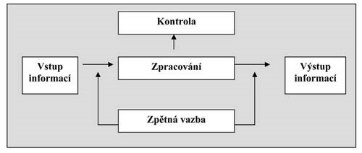 Kontrola
Vstup
informací
Zpracování
Výstup
informací
Zpětná vazba